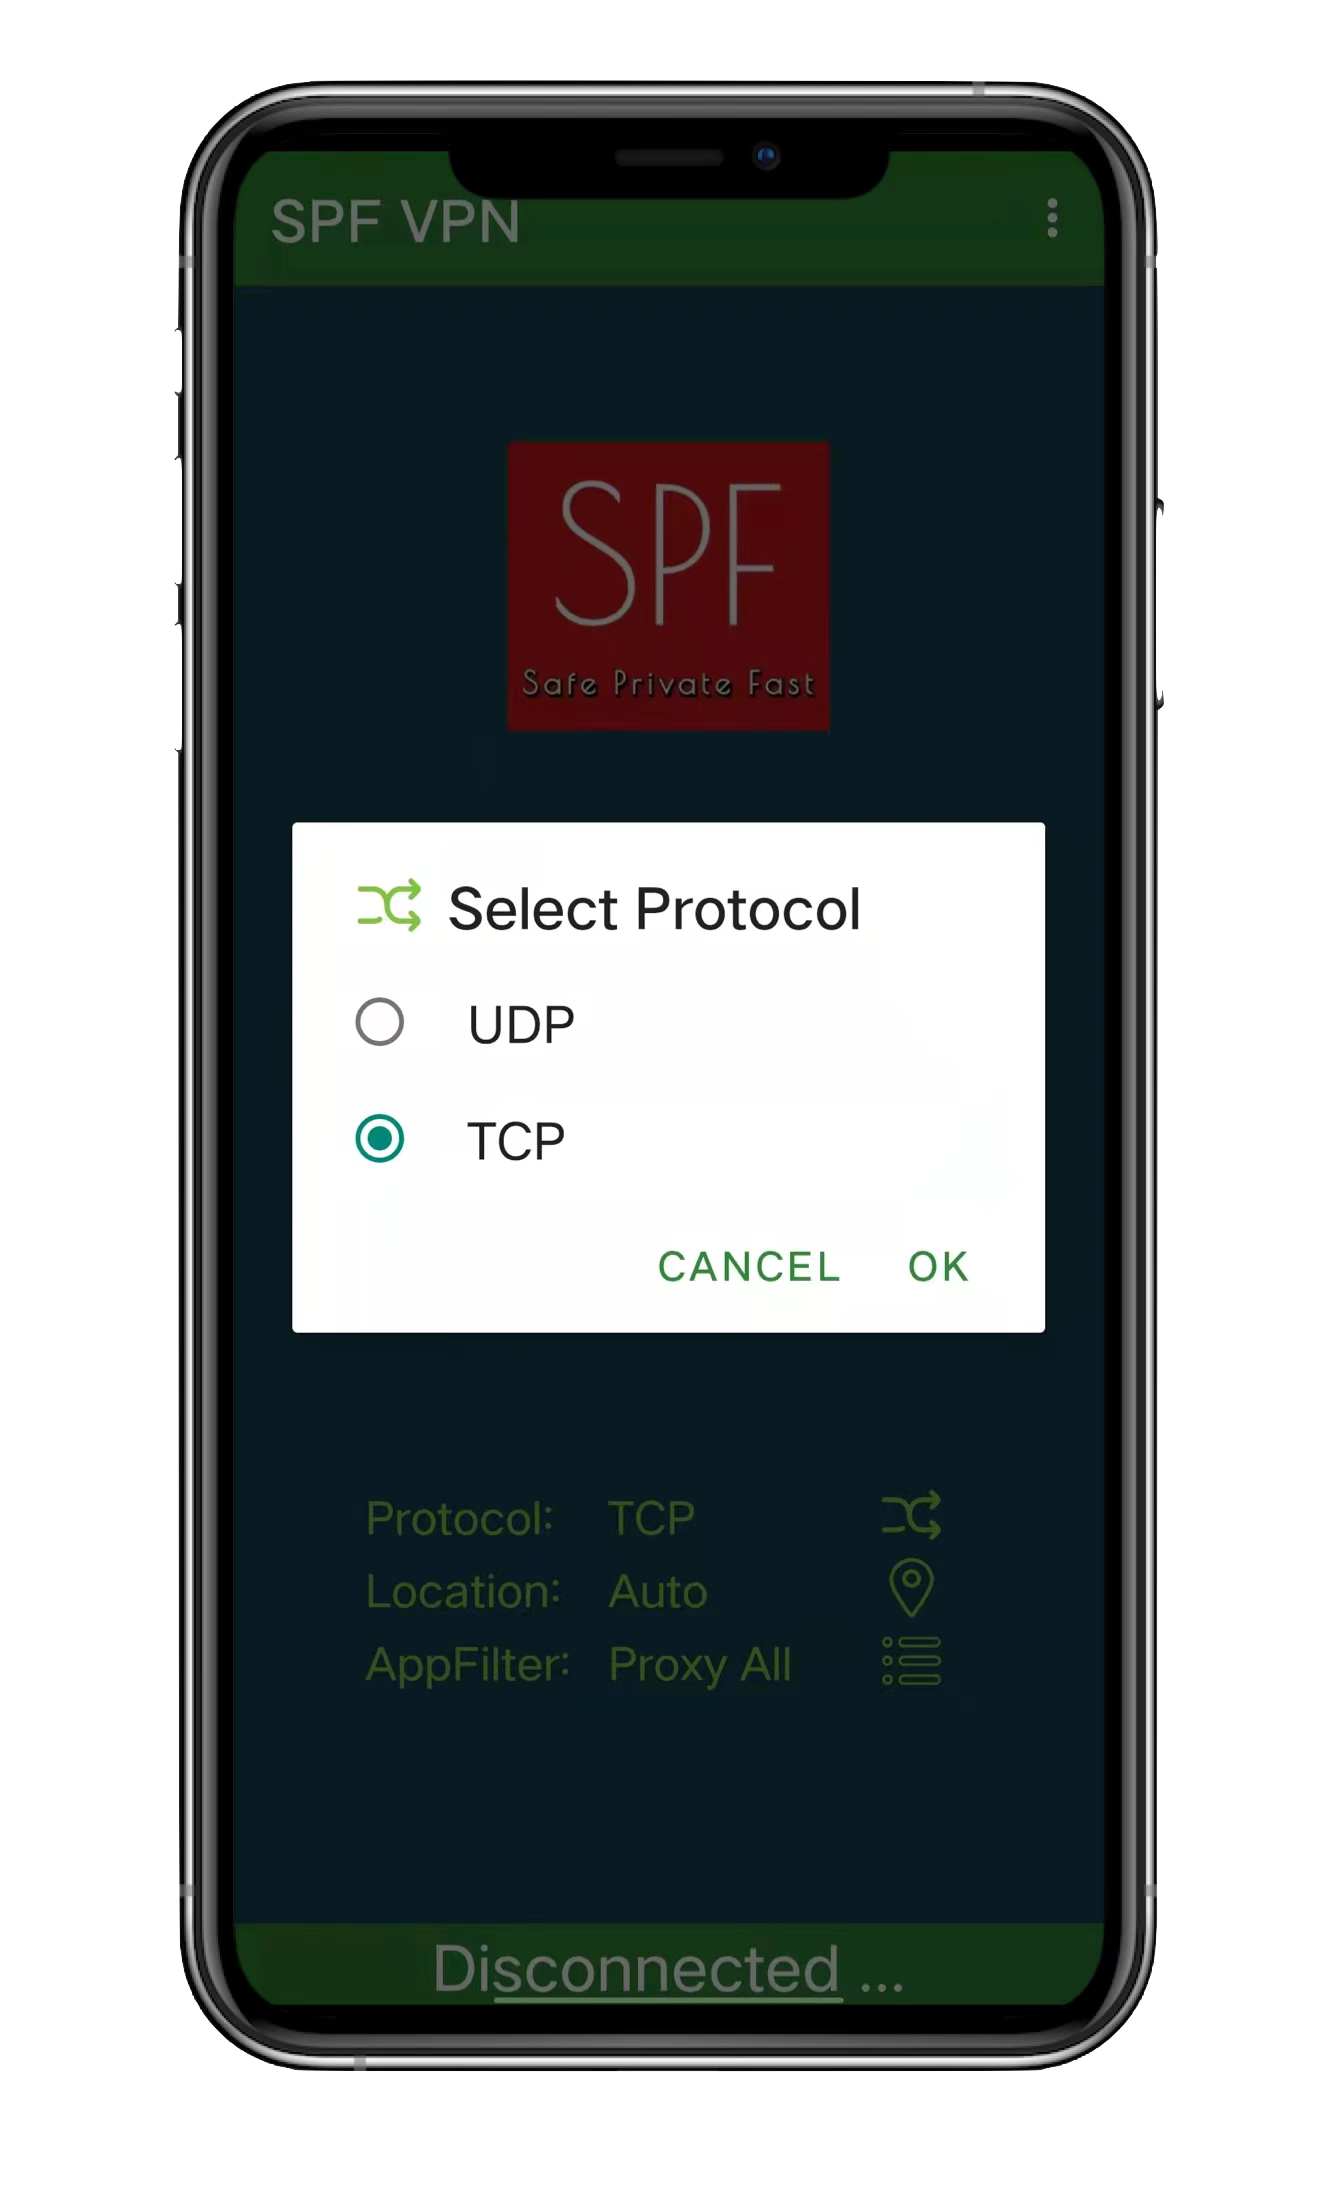 SPF VPN
SPF
Safe Private Fast
Select Protocol
UDP
TCP
CANCEL OK
Protocol: TCP
Location: Auto
AppFilter: Proxy All
Disconnected ...